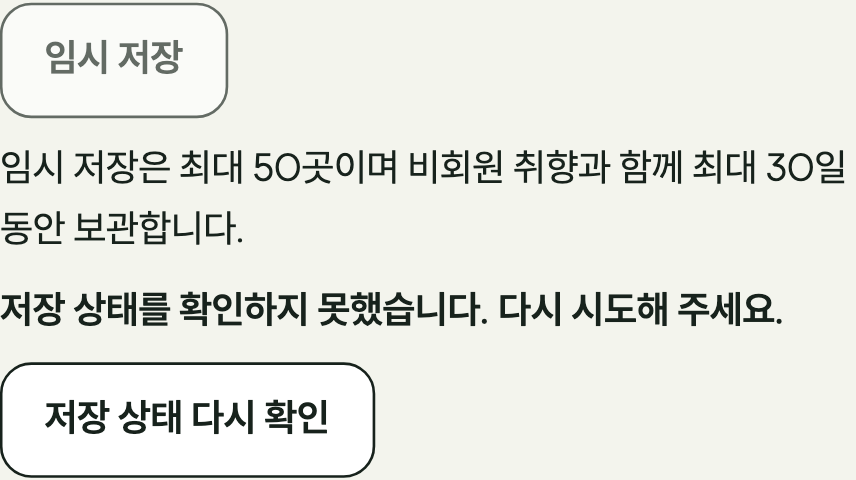 임시 저장
임시 저장은 최대 50곳이며 비회원 취향과 함께 최대 30일
동안 보관합니다.
저장 상태를 확인하지 못했습니다. 다시 시도해 주세요.
저장 상태 다시 확인